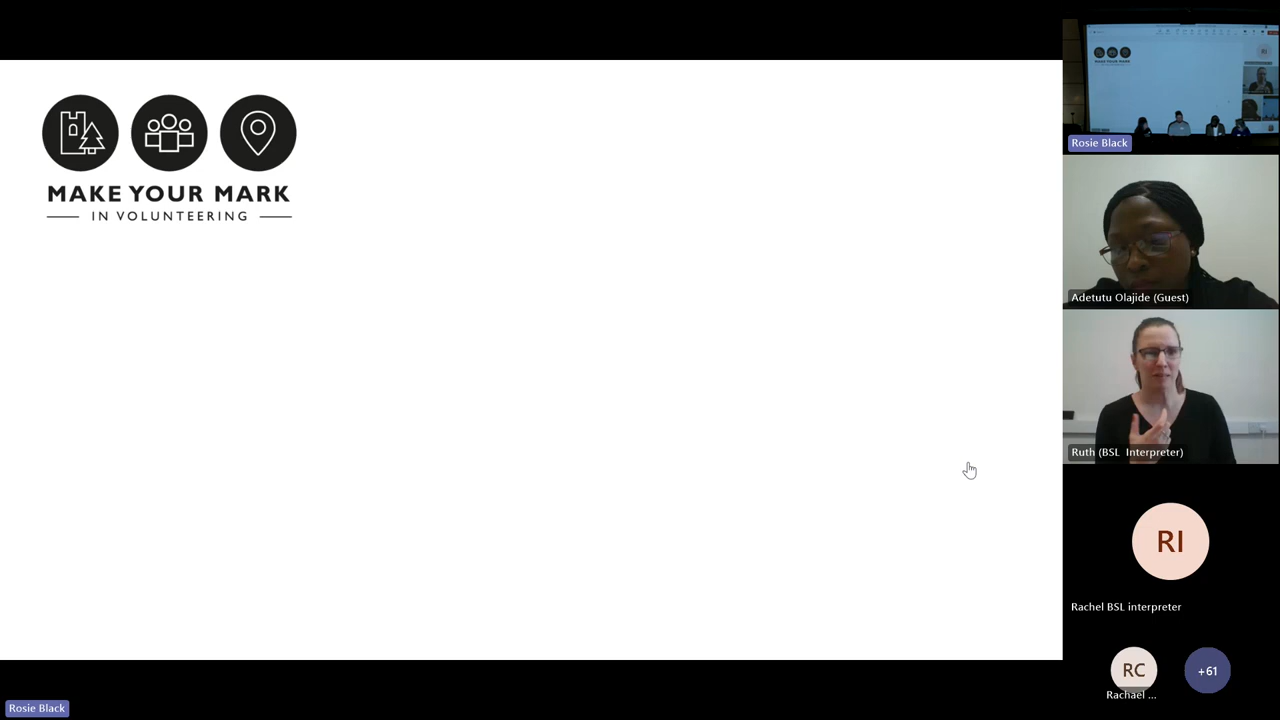 MAKE YOUR MARK
IN VOLUNTEERING
RI
Rosie Black
Adetutu Olajide (Guest)
Ruth (BSL Interpreter)
RI
Rachel BSL interpreter
RC
+61
Rachael ...
Rosie Black